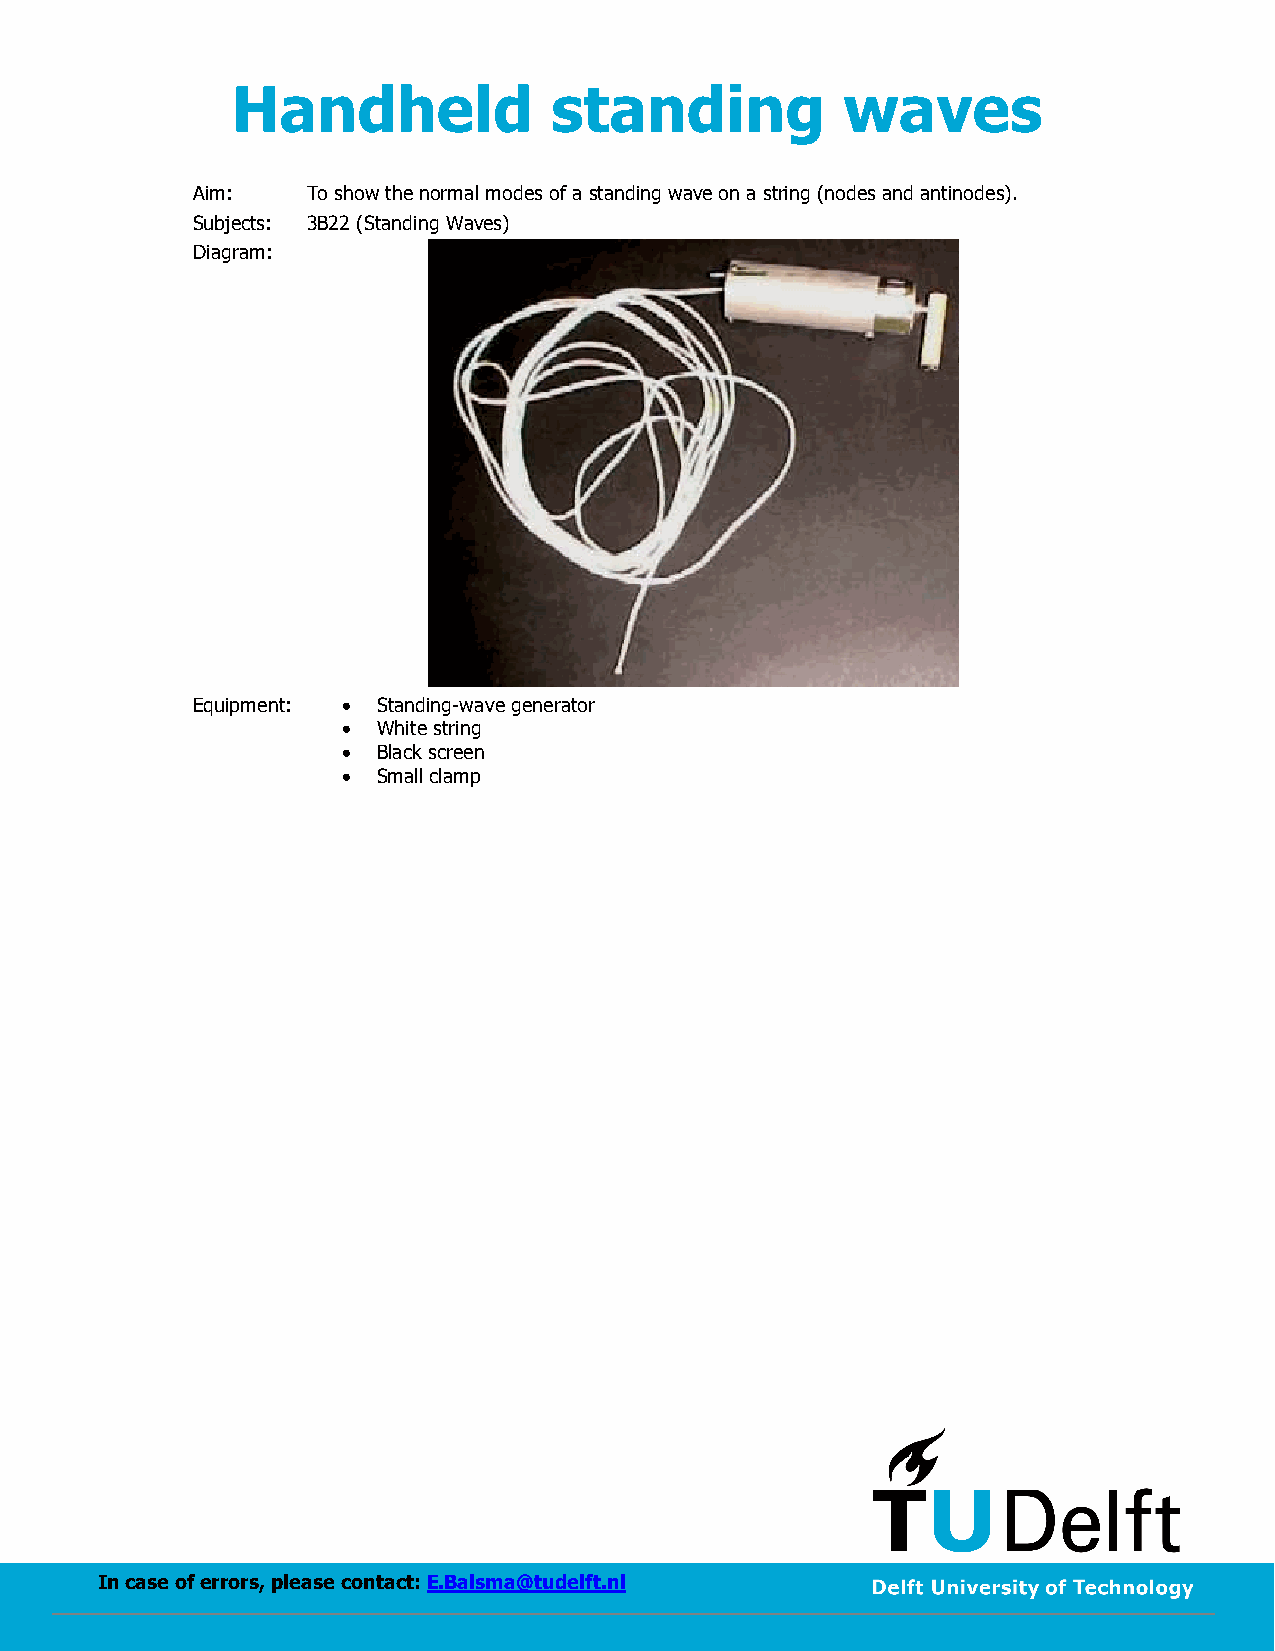 Handheld standing waves
Aim: To show the normal modes of a standing wave on a string (nodes and antinodes).
Subjects: 3B22 (Standing Waves)
Diagram:
Equipment: • Standing-wave generator
• White string
• Black screen
• Small clamp
TUDelft
In case of errors, please contact: E.Balsma@tudelft.nl
Delft University of Technology